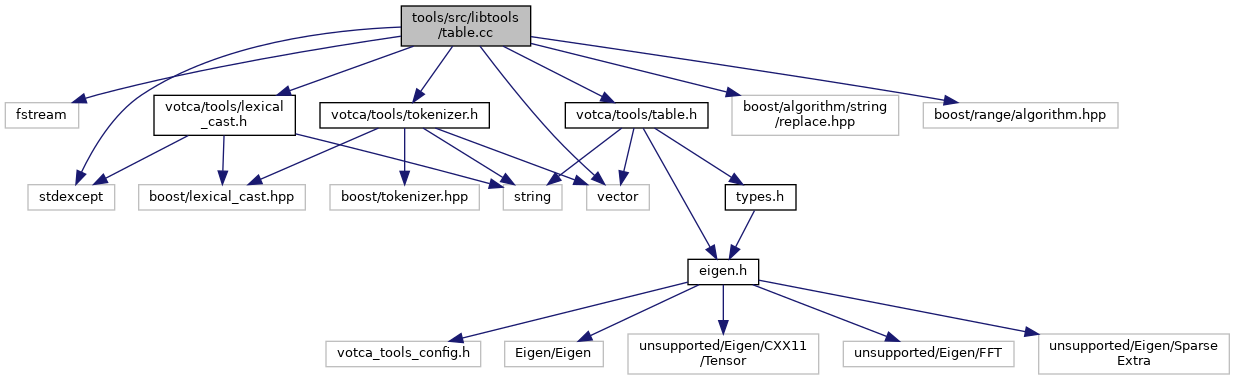 tools/src/libtools
/table.cc
fstream
votca/tools/lexical
_cast.h
votca/tools/tokenizer.h
votca/tools/table.h
boost/algorithm/string
/replace.hpp
boost/range/algorithm.hpp
stdexcept
boost/lexical_cast.hpp
boost/tokenizer.hpp
string
vector
types.h
eigen.h
votca_tools_config.h
Eigen/Eigen
unsupported/Eigen/CXX11
/Tensor
unsupported/Eigen/FFT
unsupported/Eigen/Sparse
Extra